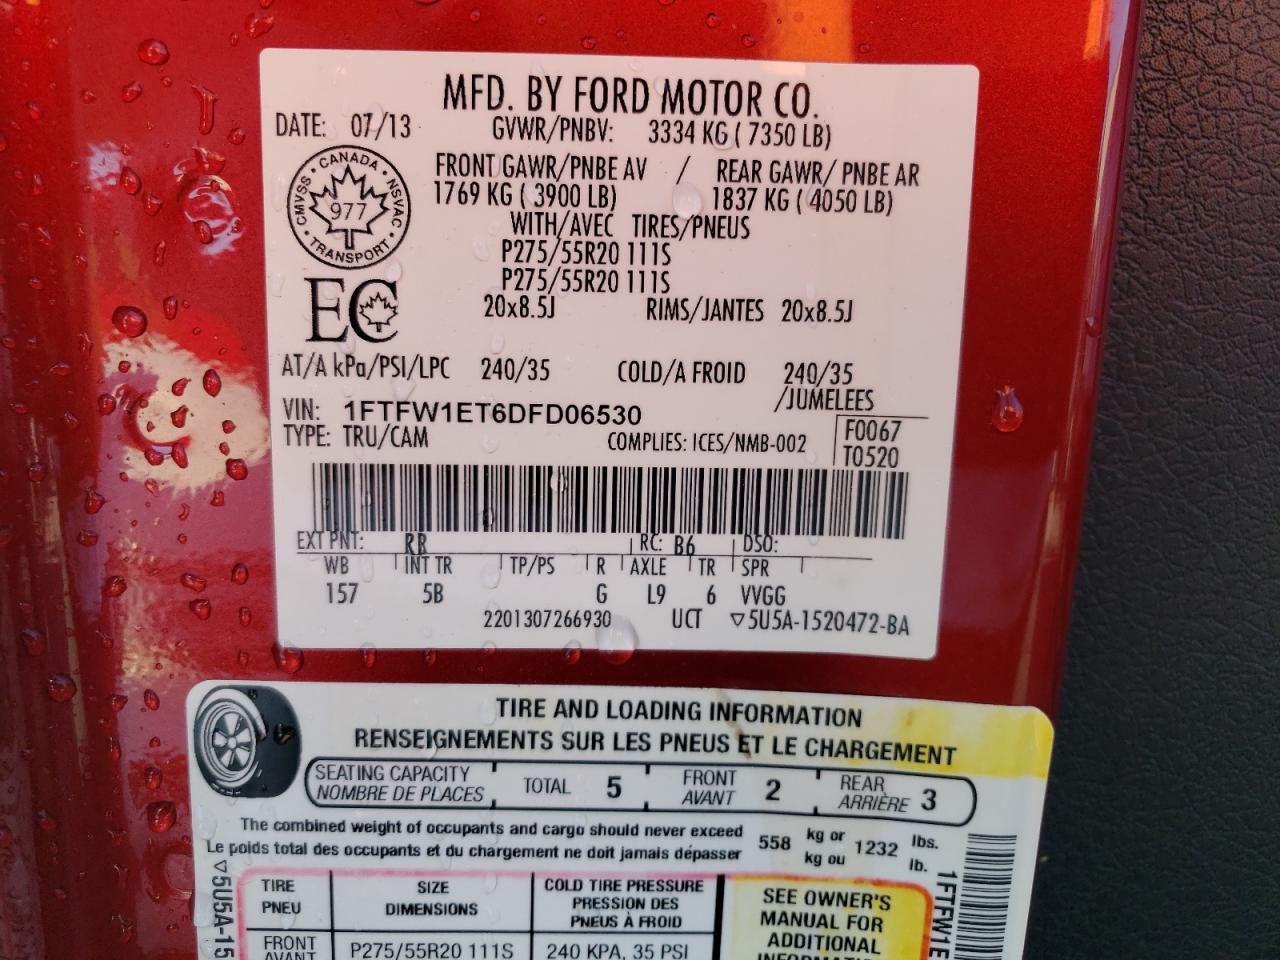 MFD. BY FORD MOTOR CO.
DATE: 07/13 GVWR/PNBV: 3334 KG ( 7350 LB)
FRONT GAWR/PNBE AV / REAR GAWR/ PNBE AR
1769 KG ( 3900 LB) 1837 KG ( 4050 LB)
WITH/AVEC TIRES/PNEUS
P275/55R20 111S
P275/55R20 111S
20x8.5J RIMS/JANTES 20x8.5J
CANADA
CMVSS • NSVAC
977
TRANSPORT
EC
AT/A kPa/PSI/LPC 240/35 COLD/A FROID 240/35
/JUMELEES
VIN: 1FTFW1ET6DFD06530
TYPE: TRU/CAM COMPLIES: ICES/NMB-002
F0067
T0520
EXT PNT: RR RC: B6 DSO:
WB INT TR TP/PS R AXLE TR SPR
157 5B G L9 6 VVGG
2201307266930 UCT ▽5U5A-1520472-BA
TIRE AND LOADING INFORMATION
RENSEIGNEMENTS SUR LES PNEUS ET LE CHARGEMENT
SEATING CAPACITY
NOMBRE DE PLACES
TOTAL 5
FRONT
AVANT 2
REAR
ARRIÈRE 3
The combined weight of occupants and cargo should never exceed
Le poids total des occupants et du chargement ne doit jamais dépasser
558 kg or 1232 lbs.
kg ou lb.
TIRE
PNEU
SIZE
DIMENSIONS
COLD TIRE PRESSURE
PRESSION DES
PNEUS À FROID
FRONT
AVANT
P275/55R20 111S
240 KPA, 35 PSI
SEE OWNER'S
MANUAL FOR
ADDITIONAL
INFORMATION
▽5U5A-15
1FTFW1E